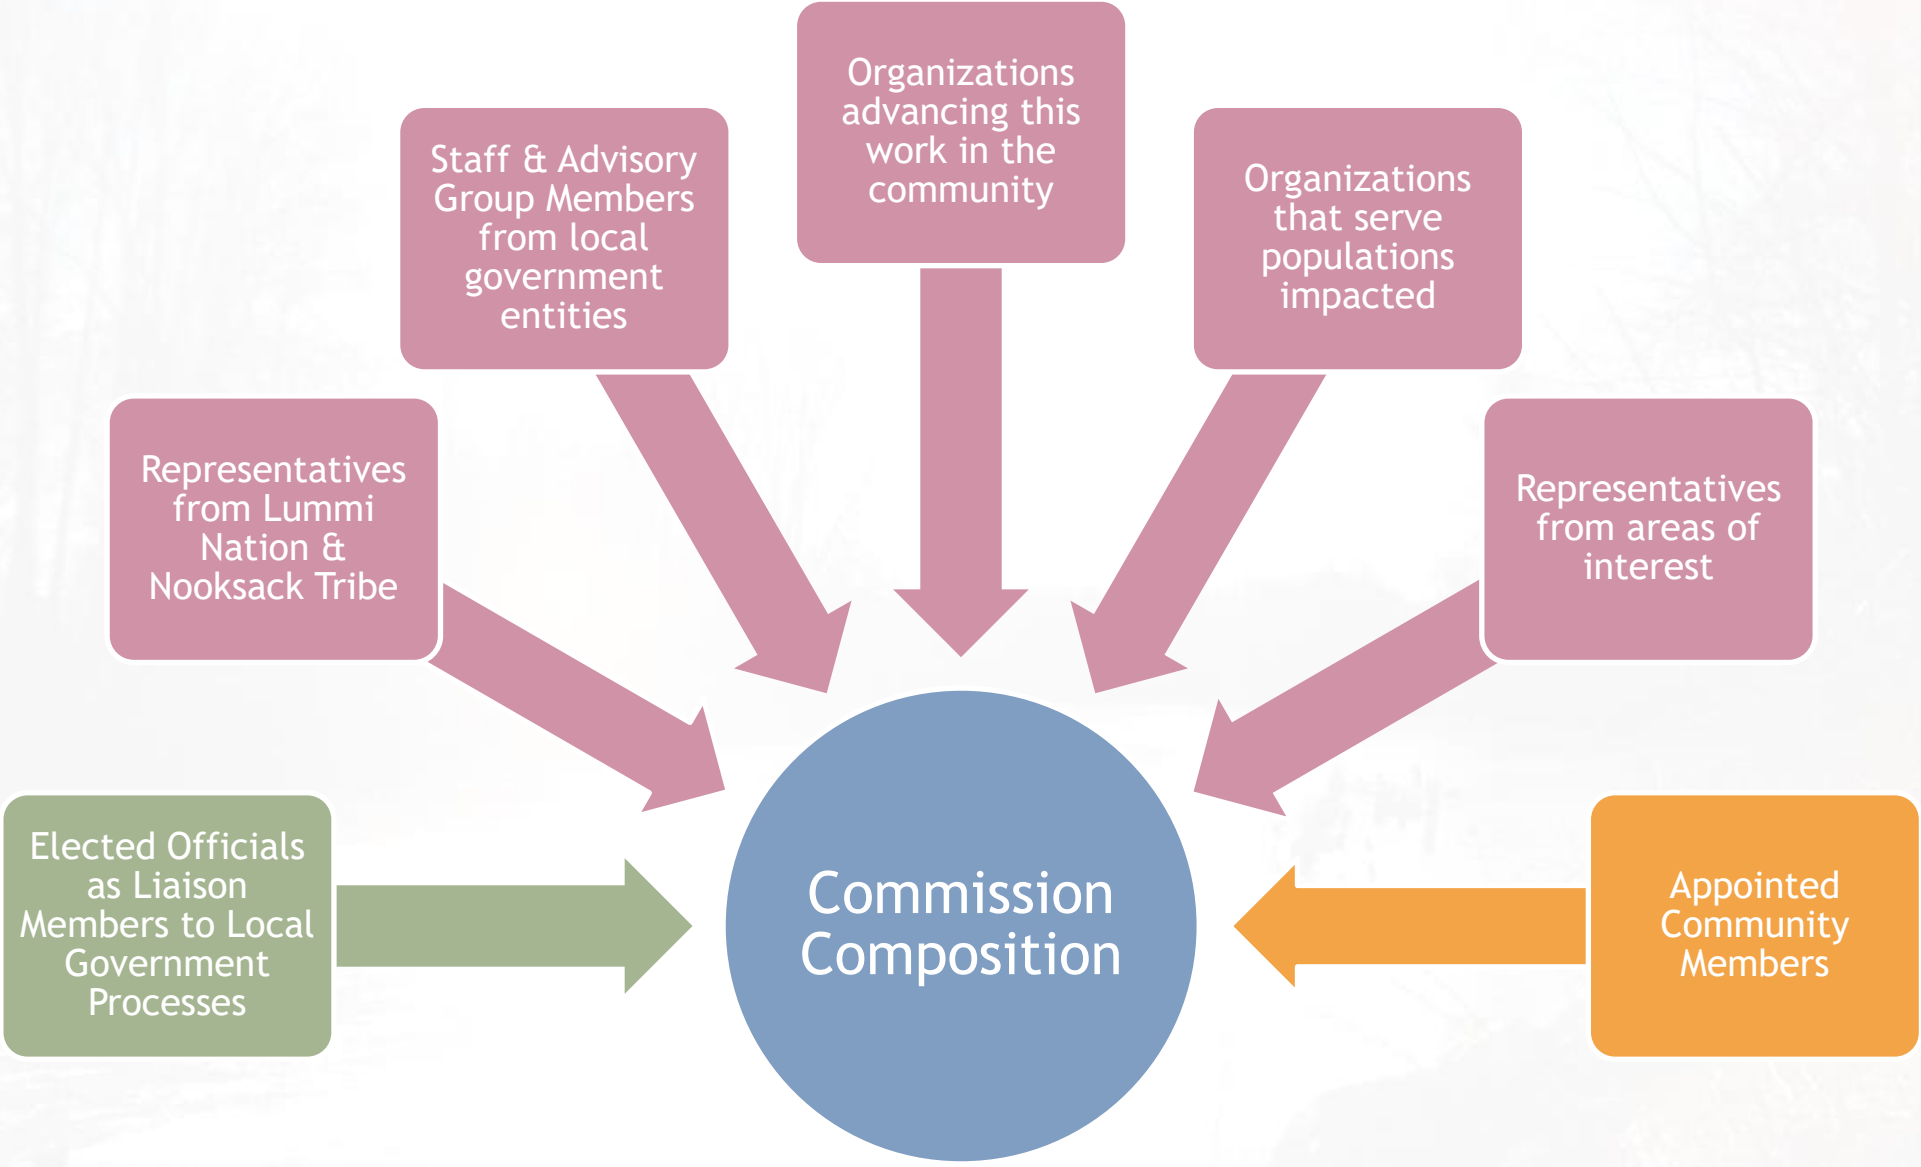 Organizations
advancing this
work in the
community
Staff & Advisory
Group Members
from local
government
entities
Organizations
that serve
populations
impacted
Representatives
from Lummi
Nation &
Nooksack Tribe
Representatives
from areas of
interest
Elected Officials
as Liaison
Members to Local
Government
Processes
Commission
Composition
Appointed
Community
Members